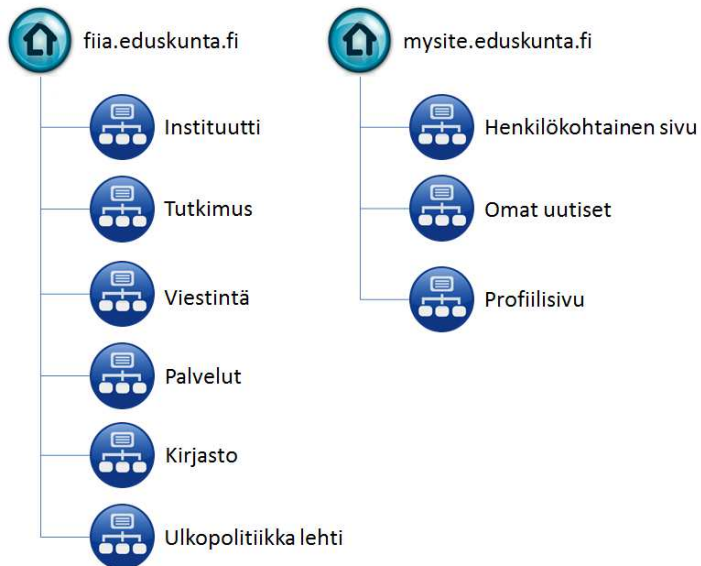 fiia.eduskunta.fi
Instituutti
Tutkimus
Viestintä
Palvelut
Kirjasto
Ulkopolitiikka lehti
mysite.eduskunta.fi
Henkilökohtainen sivu
Omat uutiset
Profiilisivu